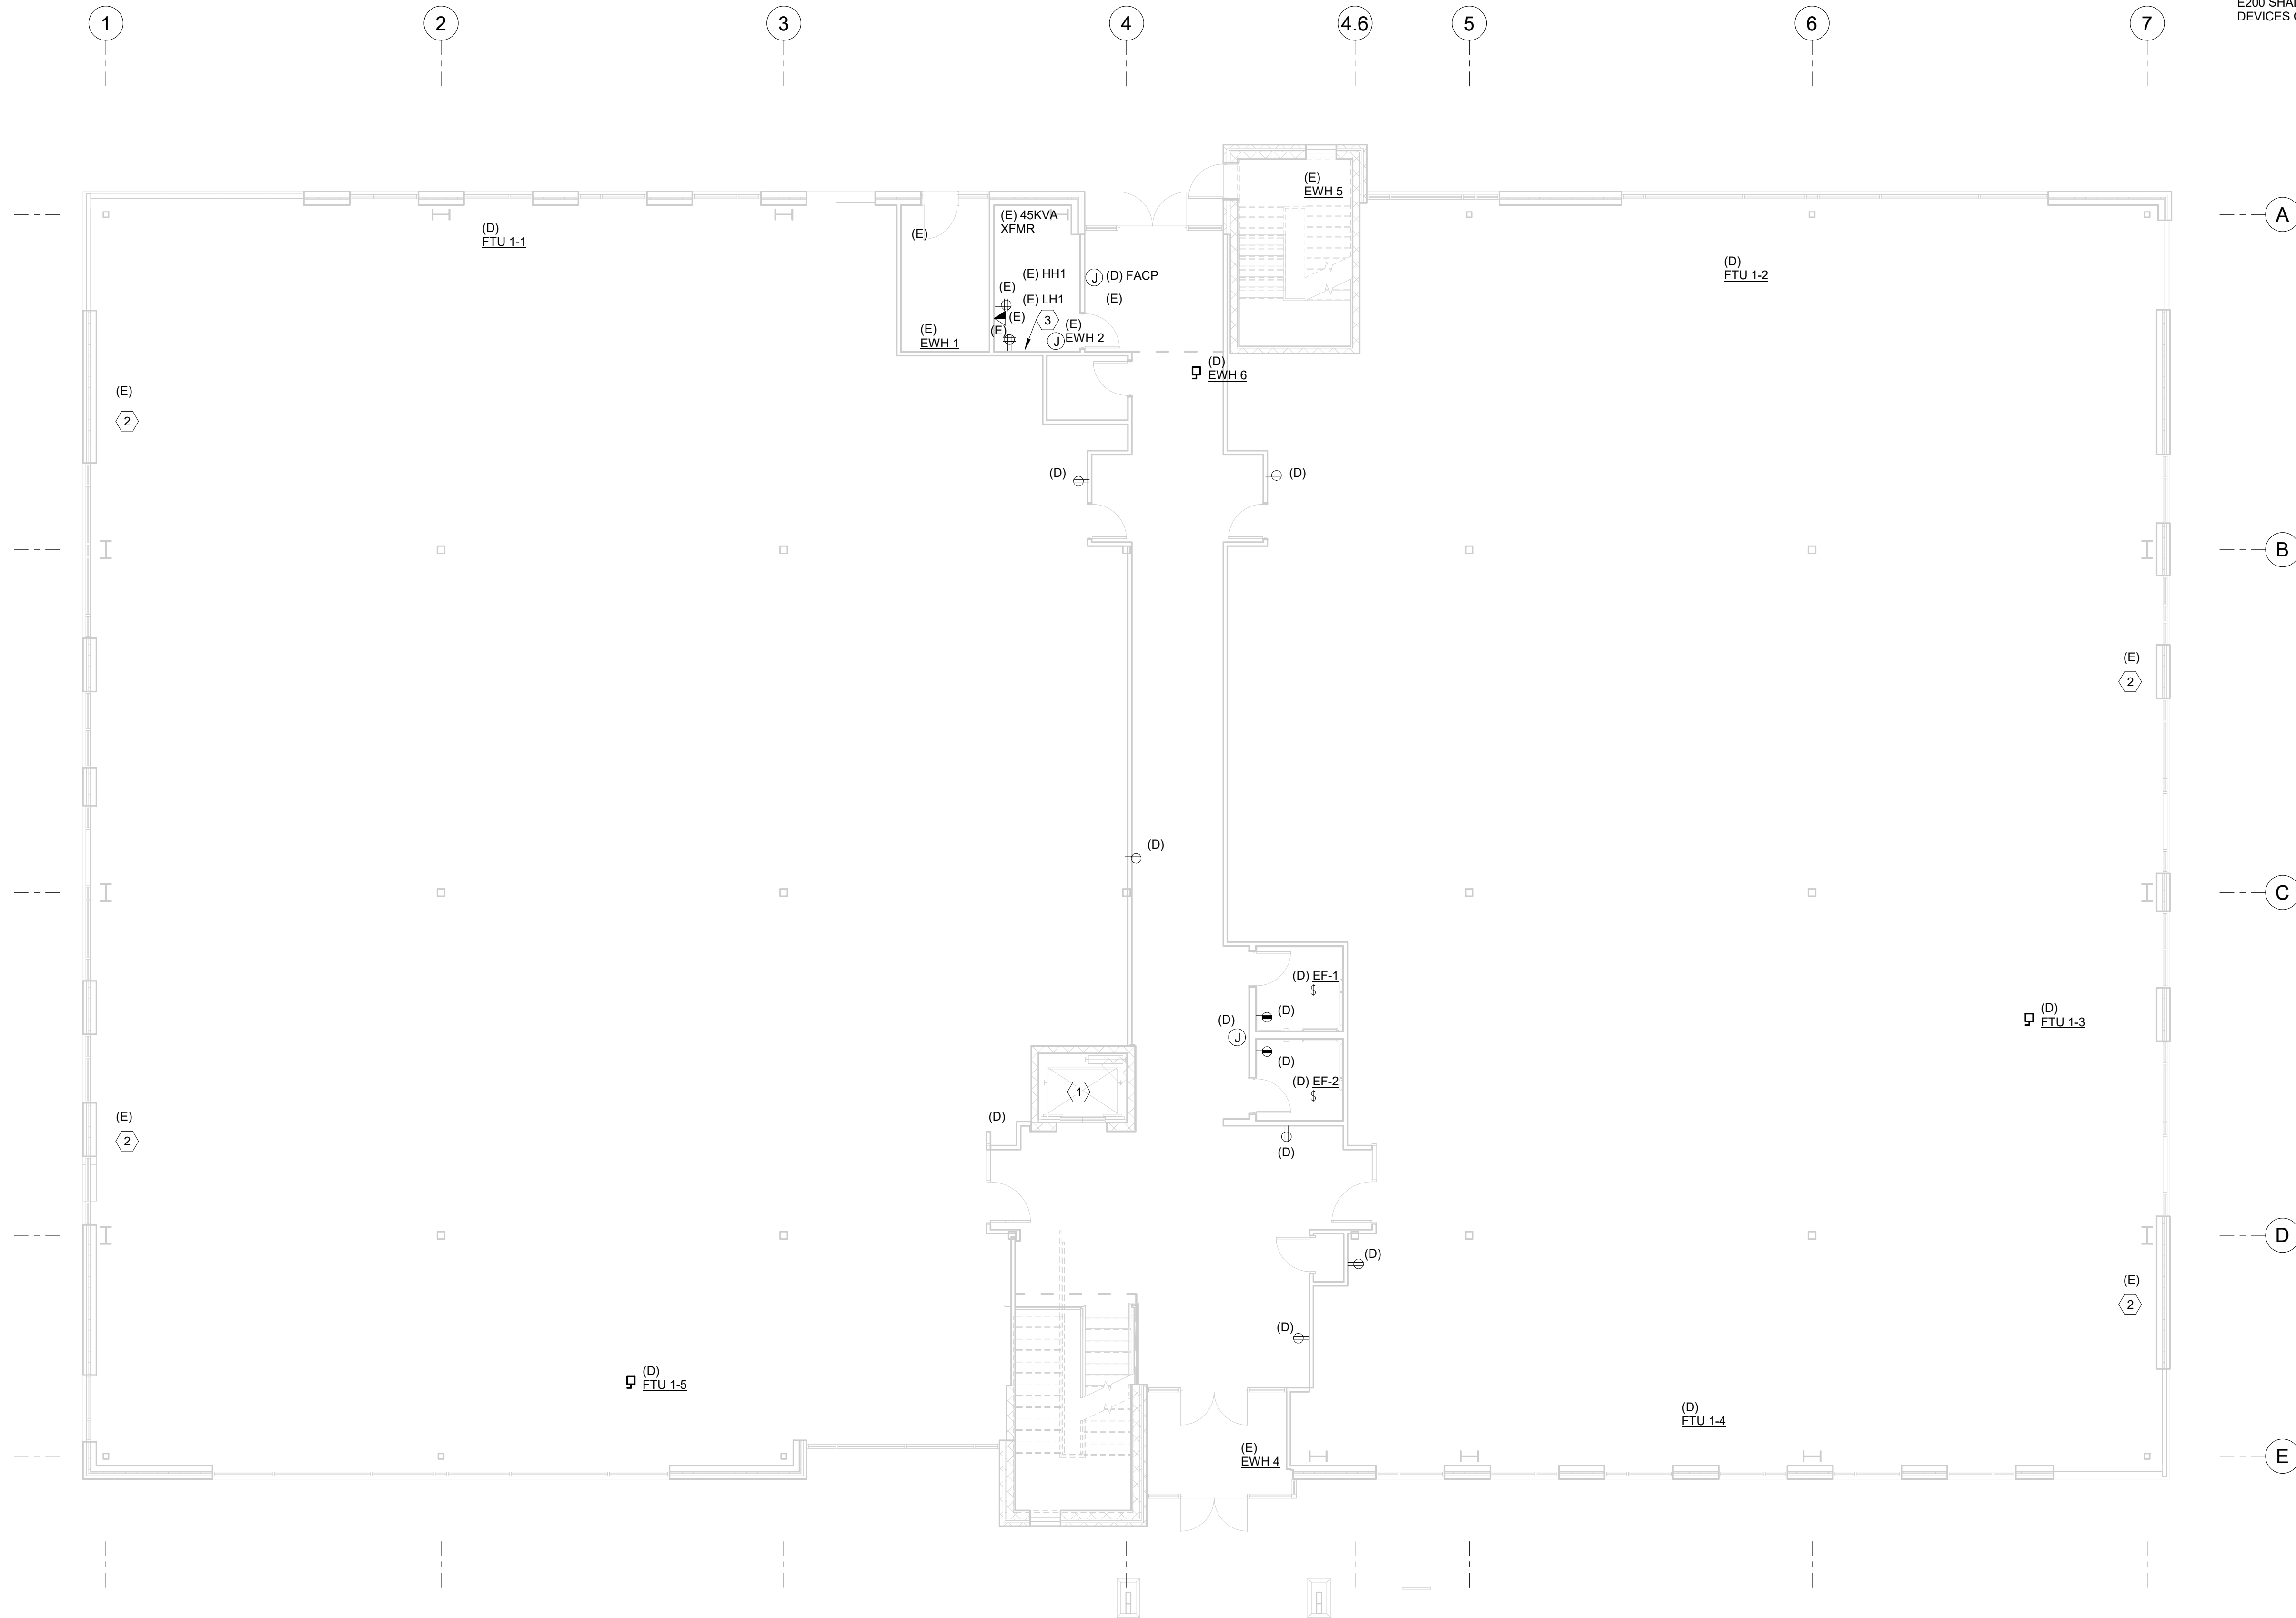 E200 SHAL
DEVICES
1 2 3 4 4.6 5 6 7
(E)
EWH 5
A
(E) 45KVA
XFMR
(D)
FTU 1-1
(E)
(D)
FTU 1-2
(E) HH1
J (D) FACP
(E)
(E) LH1
(E)
(E)
3
(E)
(E)
EWH 1
J
(E)
EWH 2
(D)
EWH 6
(E)
2
(D)
(D)
B
(E)
2
(D)
C
(D) EF-1
$
(D)
(D)
J
(D)
FTU 1-3
(D)
(D) EF-2
$
1
(E)
2
(D)
(D)
D
(D)
(E)
2
(D)
(D)
FTU 1-5
(D)
FTU 1-4
(E)
EWH 4
E